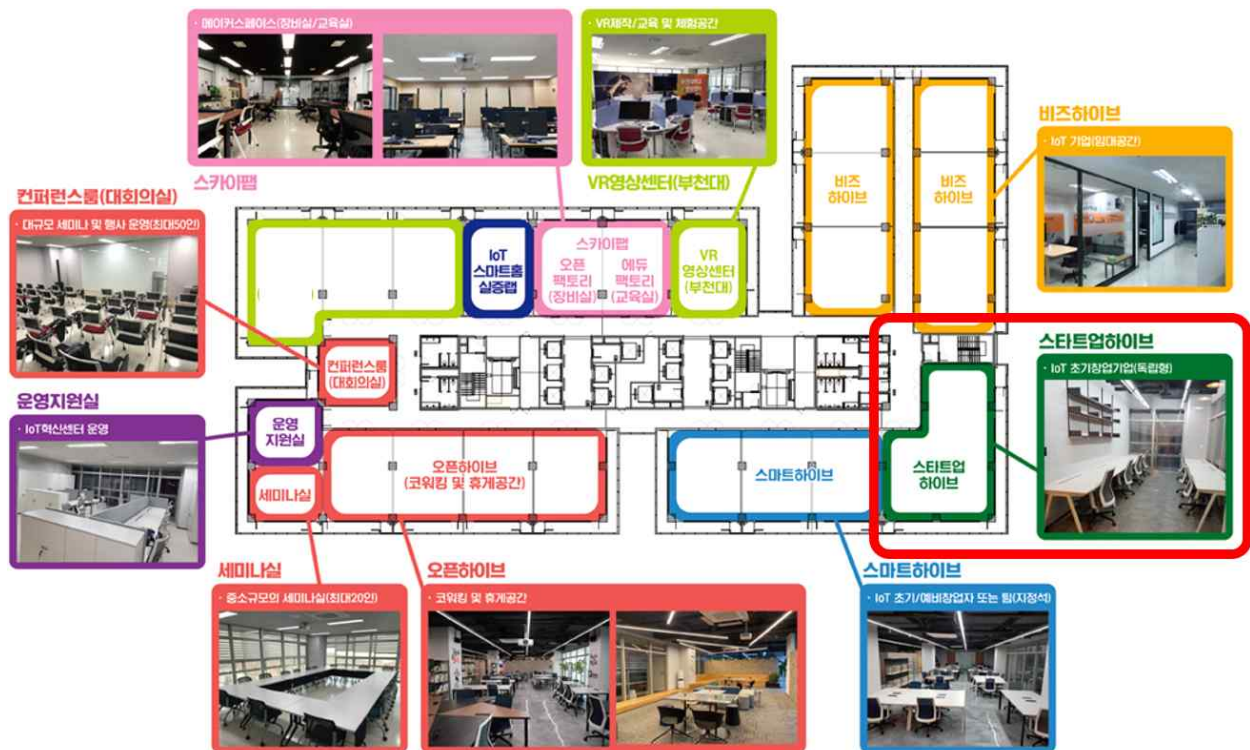 · 메이커스페이스(장비실/교육실)
· VR제작/교육 및 체험공간
스카이팹
VR영상센터(부천대)
비즈하이브
· IoT 기업(임대공간)
컨퍼런스룸(대회의실)
· 대규모 세미나 및 행사 운영(최대50인)
IoT
스마트홈
실증랩
스카이팹
오픈
팩토리
(장비실)
에듀
팩토리
(교육실)
VR
영상센터
(부천대)
비즈
하이브
비즈
하이브
컨퍼런스룸
(대회의실)
스타트업하이브
· IoT 초기창업기업(독립형)
운영지원실
· IoT혁신센터 운영
운영
지원실
세미나실
오픈하이브
(코워킹 및 휴게공간)
스마트하이브
스타트업
하이브
세미나실
· 중소규모의 세미나실(최대20인)
오픈하이브
· 코워킹 및 휴게공간
스마트하이브
· IoT 초기/예비창업자 또는 팀(지정석)